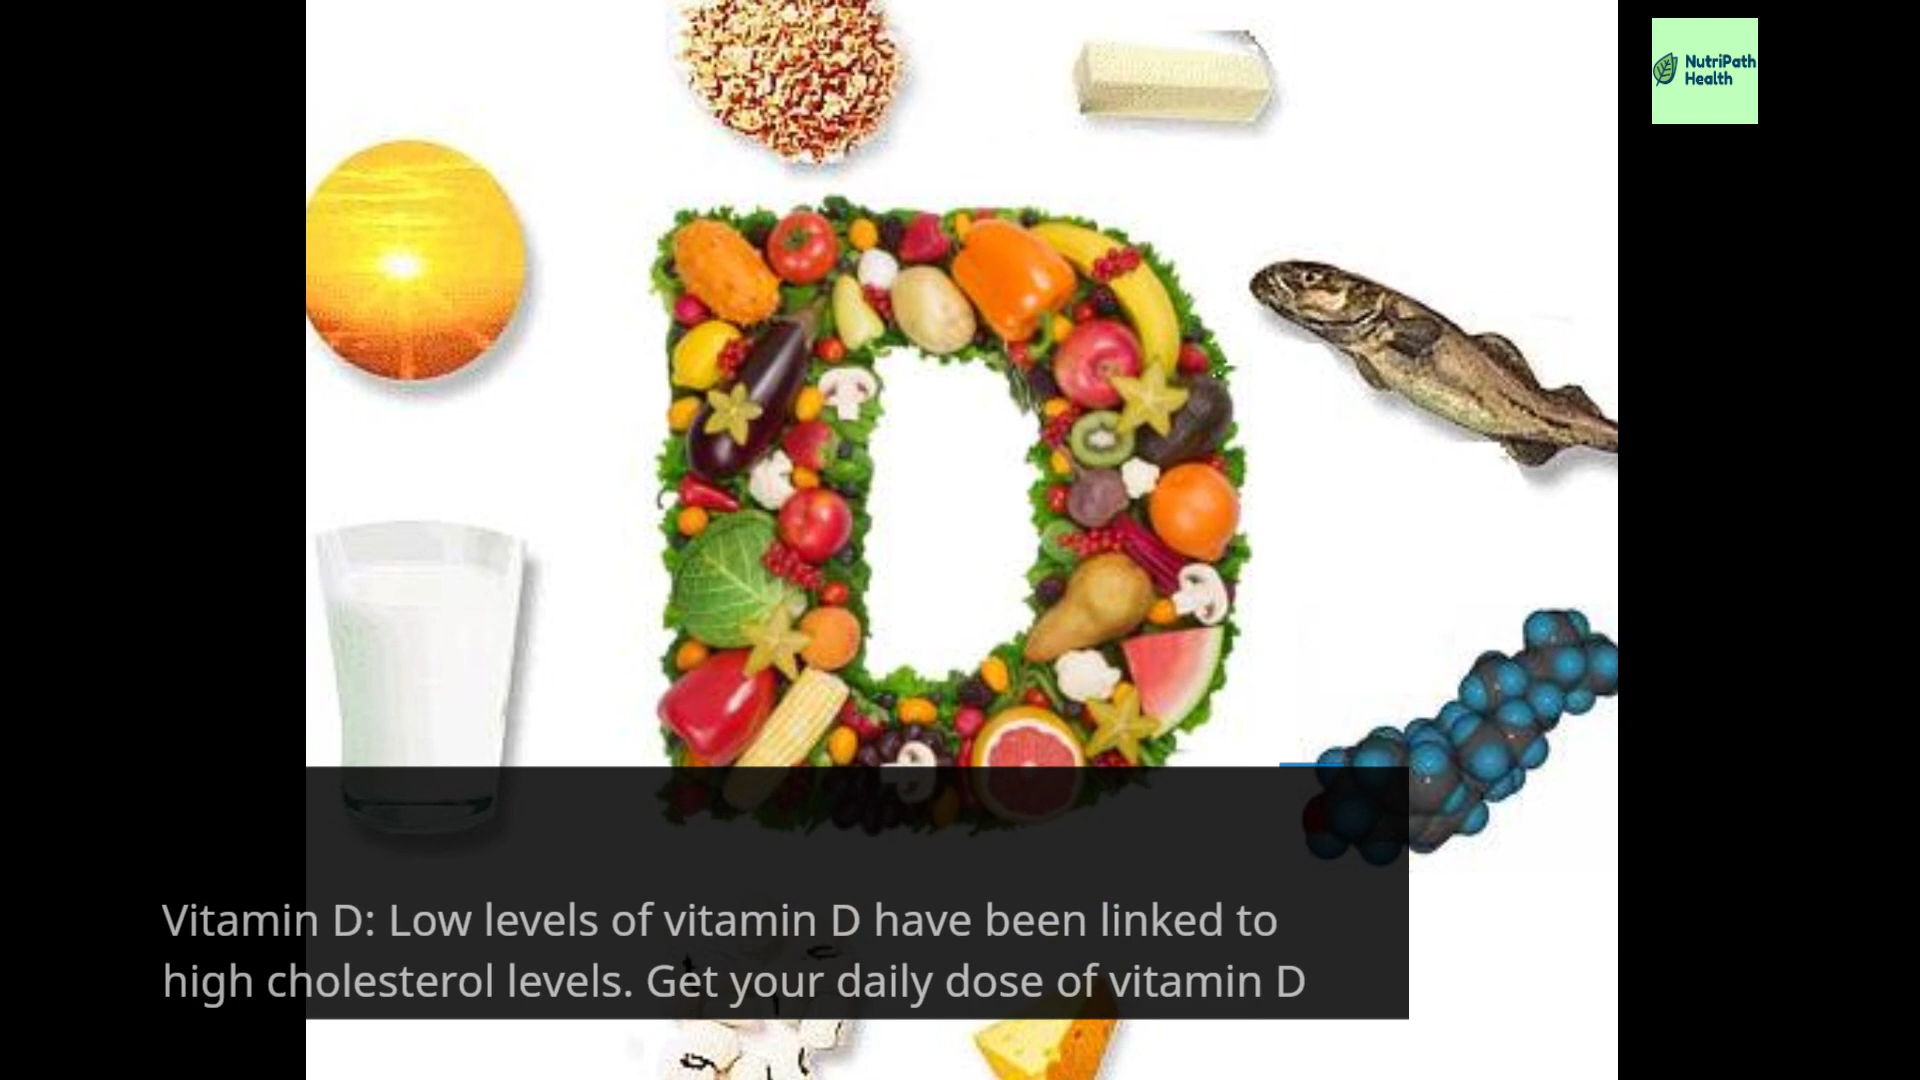 NutriPath
Health
Vitamin D: Low levels of vitamin D have been linked to
high cholesterol levels. Get your daily dose of vitamin D